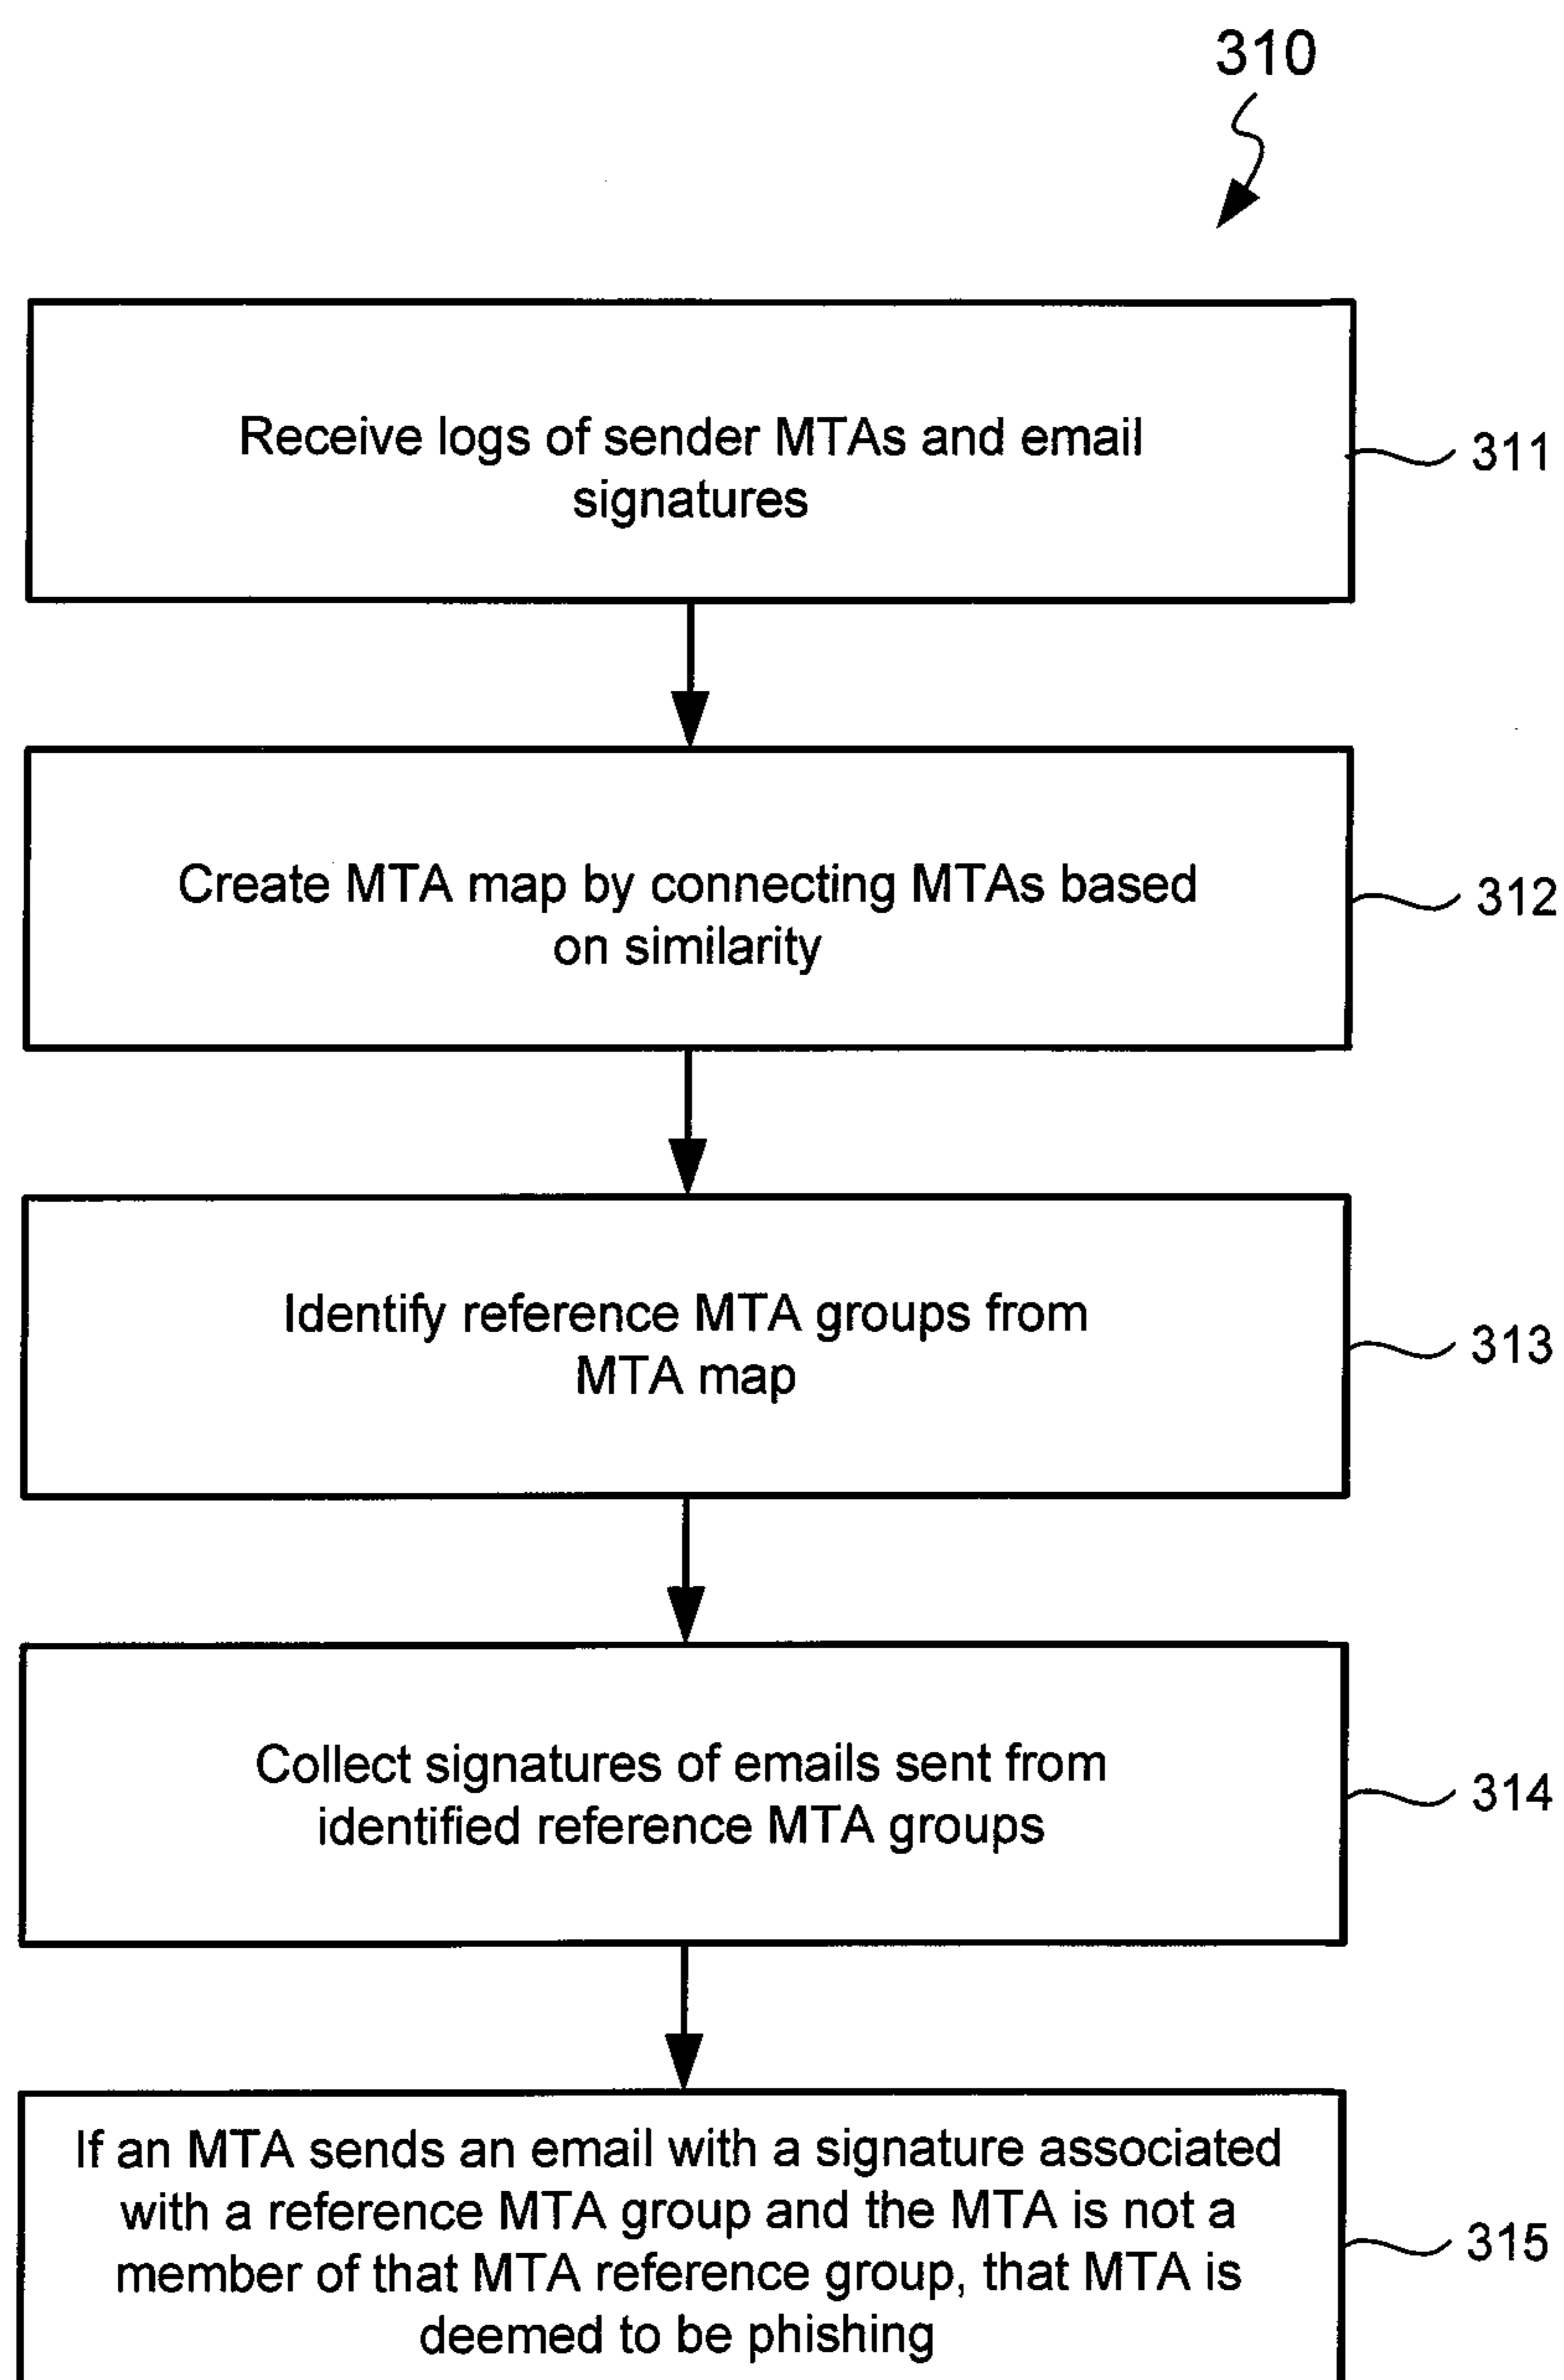 310
Receive logs of sender MTAs and email
signatures
311
Create MTA map by connecting MTAs based
on similarity
312
Identify reference MTA groups from
MTA map
313
Collect signatures of emails sent from
identified reference MTA groups
314
If an MTA sends an email with a signature associated
with a reference MTA group and the MTA is not a
member of that MTA reference group, that MTA is
deemed to be phishing
315